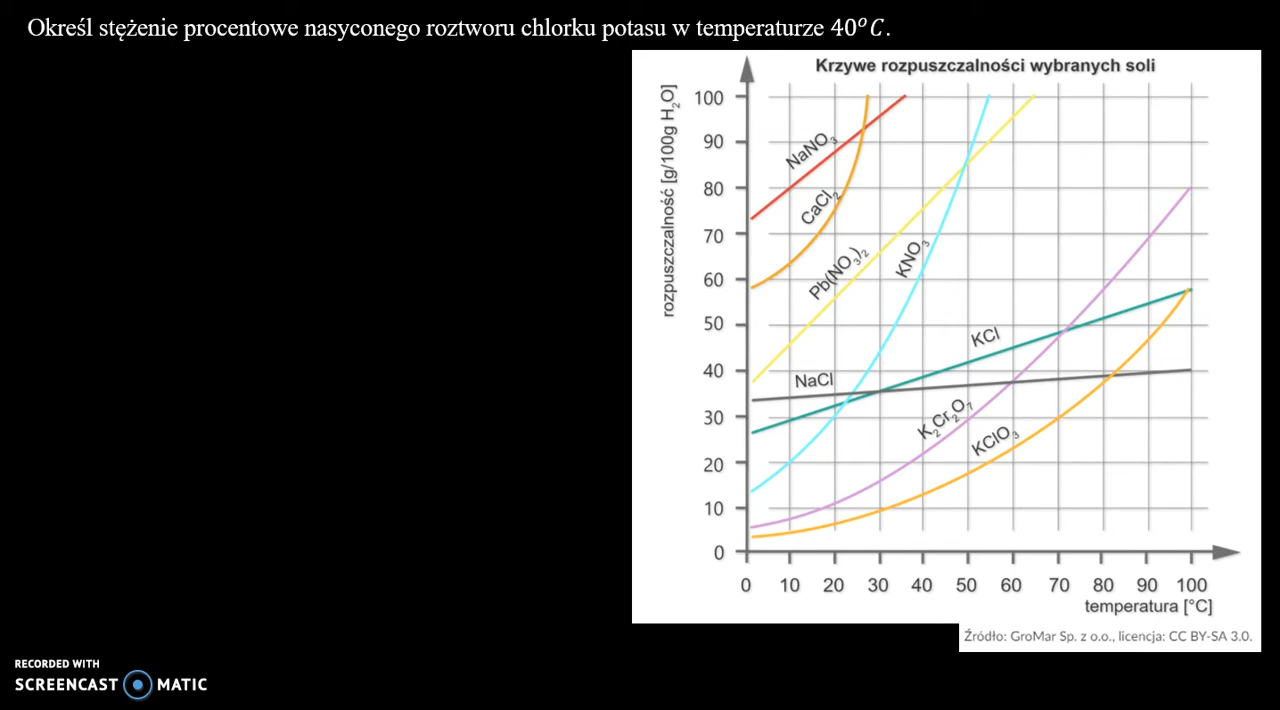 Określ stężenie procentowe nasyconego roztworu chlorku potasu w temperaturze 40°C.
Krzywe rozpuszczalności wybranych soli
rozpuszczalność [g/100g H₂O]
100
90
80
70
60
50
40
30
20
10
0
NaNO₃
CaCl₂
Pb(NO₃)₂
KNO₃
KCl
NaCl
K₂Cr₂O₇
KClO₃
0 10 20 30 40 50 60 70 80 90 100
temperatura [°C]
Źródło: GroMar Sp. z o.o., licencja: CC BY-SA 3.0.
RECORDED WITH
SCREENCAST MATIC